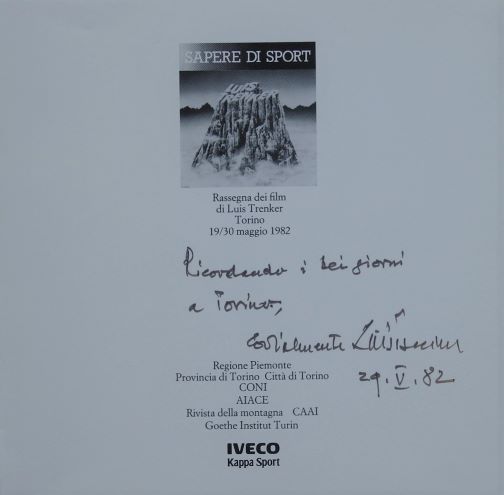 SAPERE DI SPORT
LUIS
TRENKER
Rassegna dei film
di Luis Trenker
Torino
19/30 maggio 1982
Ricordando i bei giorni
a Torino,
cordialmente
29. V. 82
Regione Piemonte
Provincia di Torino Città di Torino
CONI
AIACE
Rivista della montagna CAAI
Goethe Institut Turin
IVECO
Kappa Sport